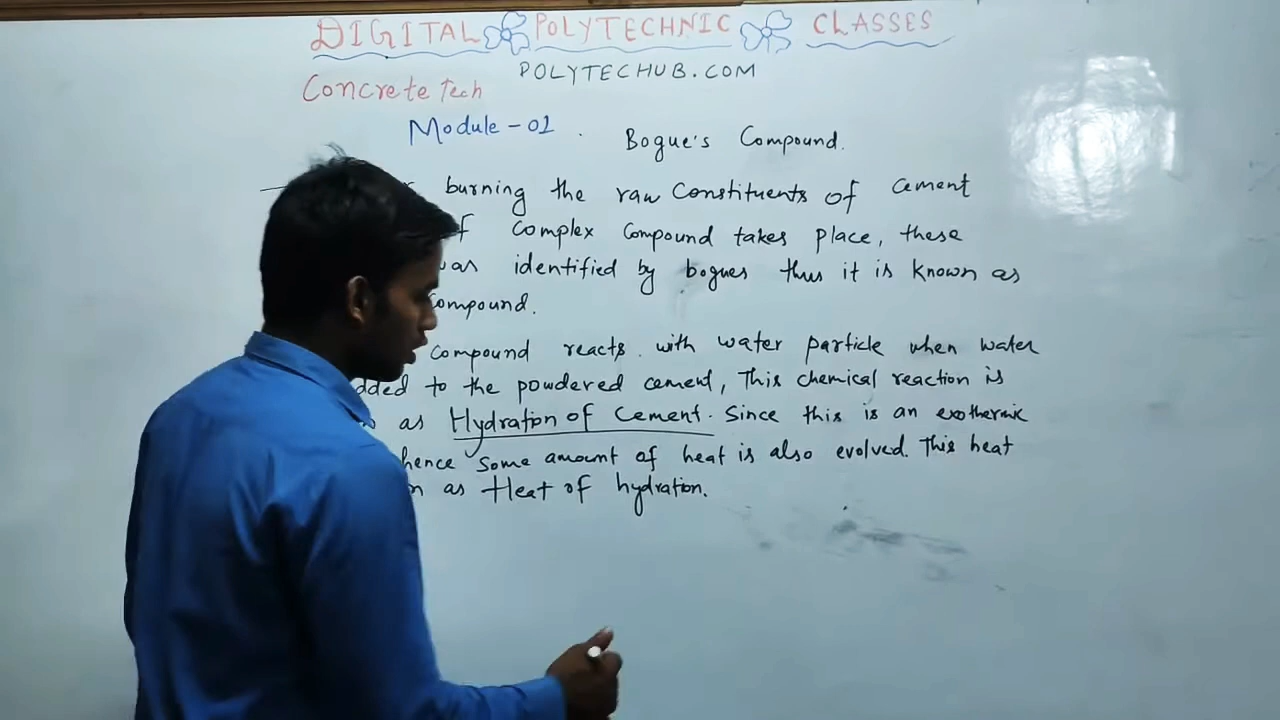 DIGITAL POLYTECHNIC CLASSES
POLYTECHUB.COM
Concrete Tech
Module - 01.
Bogue's Compound.
burning the raw Constituents of cement
complex Compound takes place, these
identified by bogues thus it is known as
Compound.
Compound reacts with water particle when water
to the powdered cement, This chemical reaction is
as Hydration of Cement. Since this is an exothermic
hence some amount of heat is also evolved. This heat
as Heat of hydration.